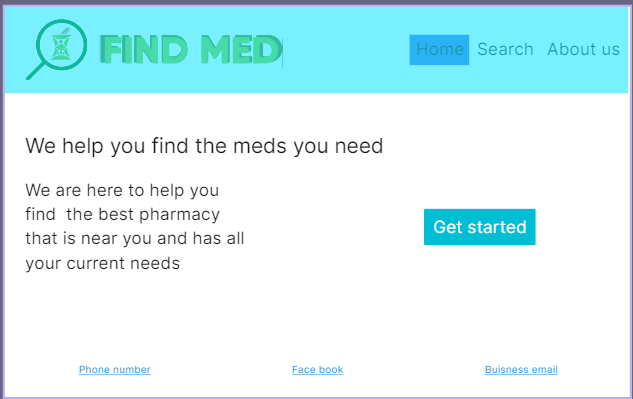 FIND MED
Home Search About us
We help you find the meds you need
We are here to help you
find  the best pharmacy
that is near you and has all
your current needs
Get started
Phone number Face book Buisness email